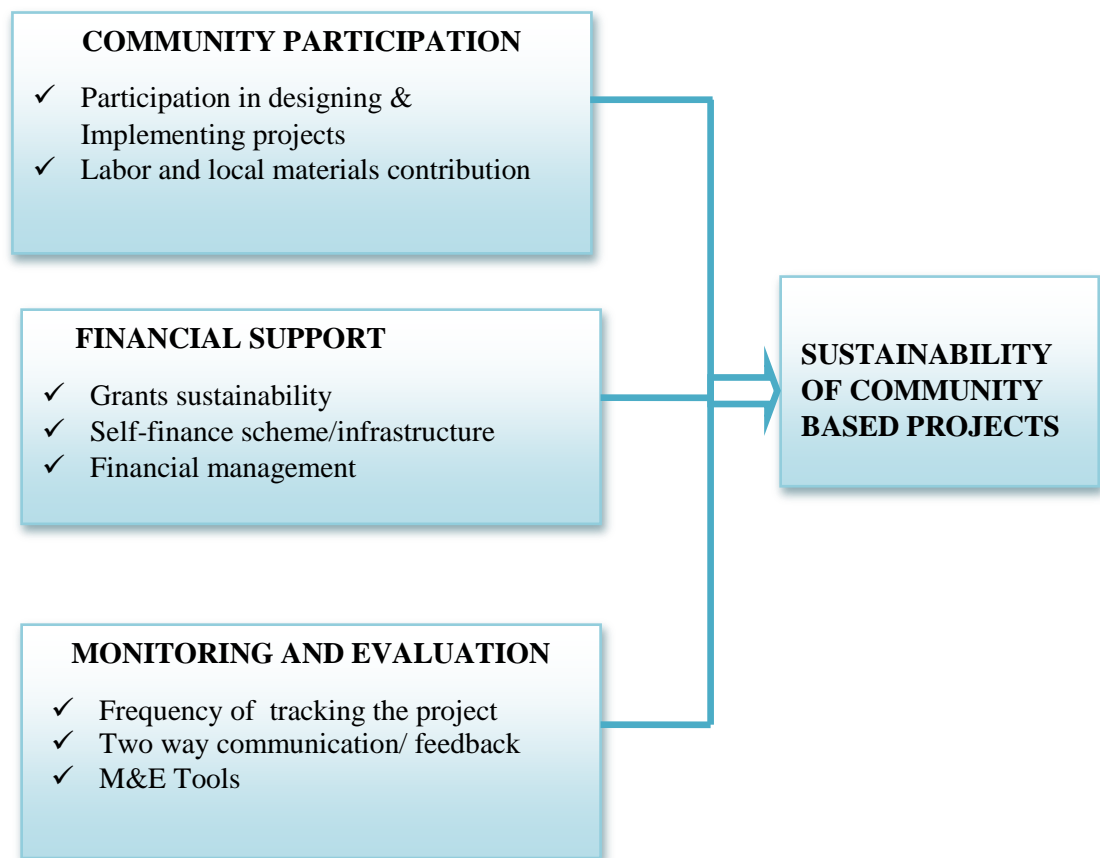 COMMUNITY PARTICIPATION
✓ Participation in designing &
Implementing projects
✓ Labor and local materials contribution
FINANCIAL SUPPORT
✓ Grants sustainability
✓ Self-finance scheme/infrastructure
✓ Financial management
MONITORING AND EVALUATION
✓ Frequency of  tracking the project
✓ Two way communication/ feedback
✓ M&E Tools
SUSTAINABILITY
OF COMMUNITY
BASED PROJECTS